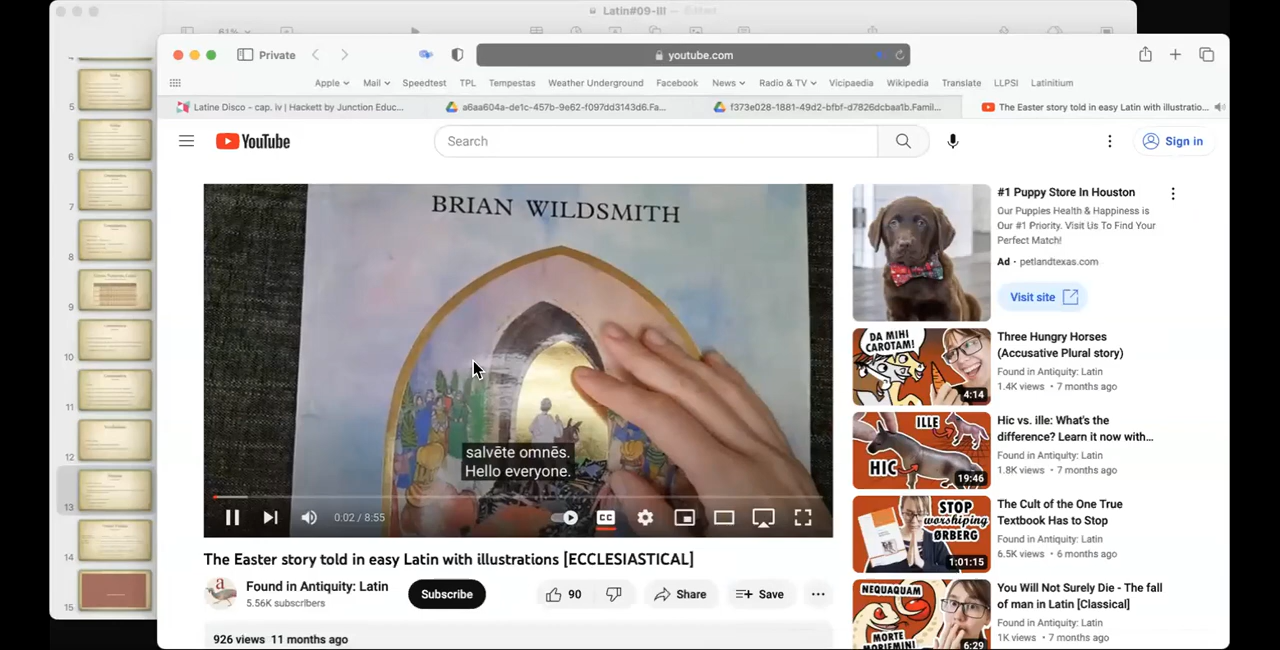 Latin#09-III
61%
Private
youtube.com
Apple
Mail
Speedtest
TPL
Tempestas
Weather Underground
Facebook
News
Radio & TV
Vicipaedia
Wikipedia
Translate
LLPSI
Latinitium
Latine Disco - cap. iv | Hackett by Junction Educ...
a6aa604a-de1c-457b-9e62-f097dd3143d6.Fa...
f373e028-1881-49d2-bfbf-d7826dcbaa1b.Famil...
The Easter story told in easy Latin with illustratio...
YouTube
Search
Sign in
BRIAN WILDSMITH
salvēte omnēs.
Hello everyone.
0:02 / 8:55
CC
The Easter story told in easy Latin with illustrations [ECCLESIASTICAL]
Found in Antiquity: Latin
5.56K subscribers
Subscribe
90
Share
Save
926 views 11 months ago
#1 Puppy Store In Houston
Our Puppies Health & Happiness is
Our #1 Priority. Visit Us To Find Your
Perfect Match!
Ad · petlandtexas.com
Visit site
DA MIHI
CAROTAM!
4:14
Three Hungry Horses
(Accusative Plural story)
Found in Antiquity: Latin
1.4K views · 7 months ago
ILLE
HIC
19:46
Hic vs. ille: What's the
difference? Learn it now with...
Found in Antiquity: Latin
1.8K views · 7 months ago
STOP
worshiping
ØRBERG
1:01:15
The Cult of the One True
Textbook Has to Stop
Found in Antiquity: Latin
6.5K views · 6 months ago
NEQUAQUAM
MORTE
MORIEMINI
6:29
You Will Not Surely Die - The fall
of man in Latin [Classical]
Found in Antiquity: Latin
1K views · 7 months ago
5
6
7
8
9
10
11
12
13
14
15